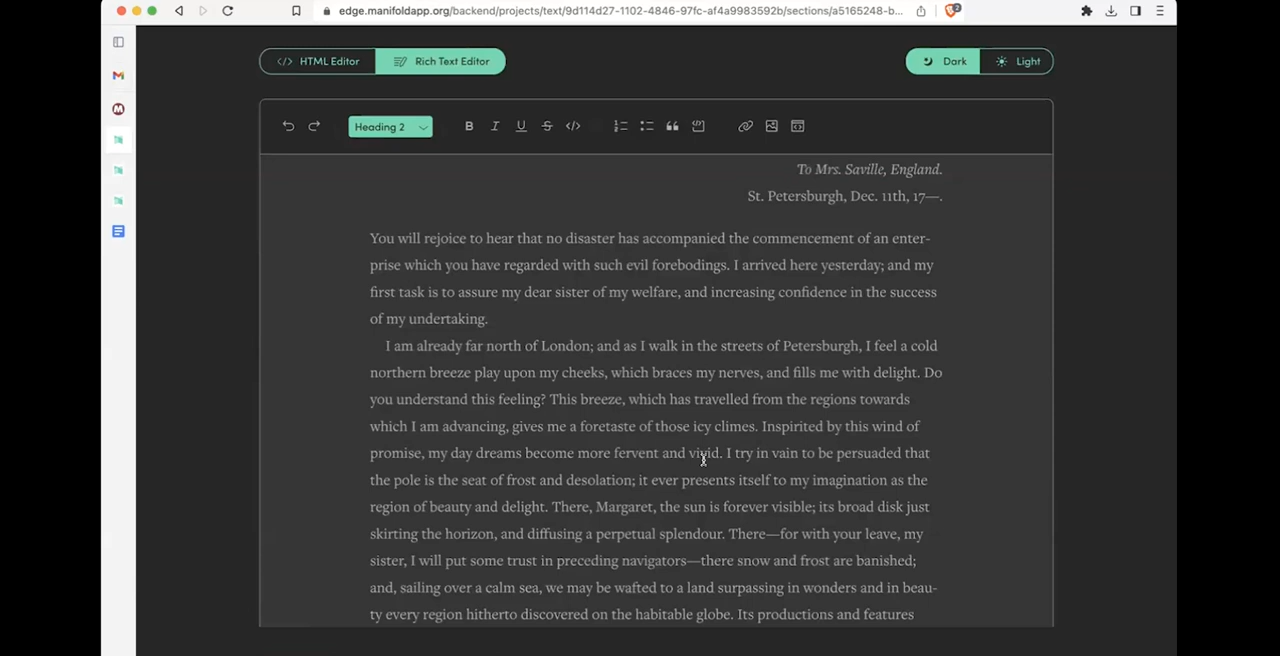 edge.manifoldapp.org/backend/projects/text/9d114d27-1102-4846-97fc-af4a9983592b/sections/a5165248-b...
2
</> HTML Editor
Rich Text Editor
Dark
Light
Heading 2
B I U S </>
To Mrs. Saville, England.
St. Petersburgh, Dec. 11th, 17—.
You will rejoice to hear that no disaster has accompanied the commencement of an enter-
prise which you have regarded with such evil forebodings. I arrived here yesterday; and my
first task is to assure my dear sister of my welfare, and increasing confidence in the success
of my undertaking.
I am already far north of London; and as I walk in the streets of Petersburgh, I feel a cold
northern breeze play upon my cheeks, which braces my nerves, and fills me with delight. Do
you understand this feeling? This breeze, which has travelled from the regions towards
which I am advancing, gives me a foretaste of those icy climes. Inspirited by this wind of
promise, my day dreams become more fervent and vivid. I try in vain to be persuaded that
the pole is the seat of frost and desolation; it ever presents itself to my imagination as the
region of beauty and delight. There, Margaret, the sun is forever visible; its broad disk just
skirting the horizon, and diffusing a perpetual splendour. There—for with your leave, my
sister, I will put some trust in preceding navigators—there snow and frost are banished;
and, sailing over a calm sea, we may be wafted to a land surpassing in wonders and in beau-
ty every region hitherto discovered on the habitable globe. Its productions and features